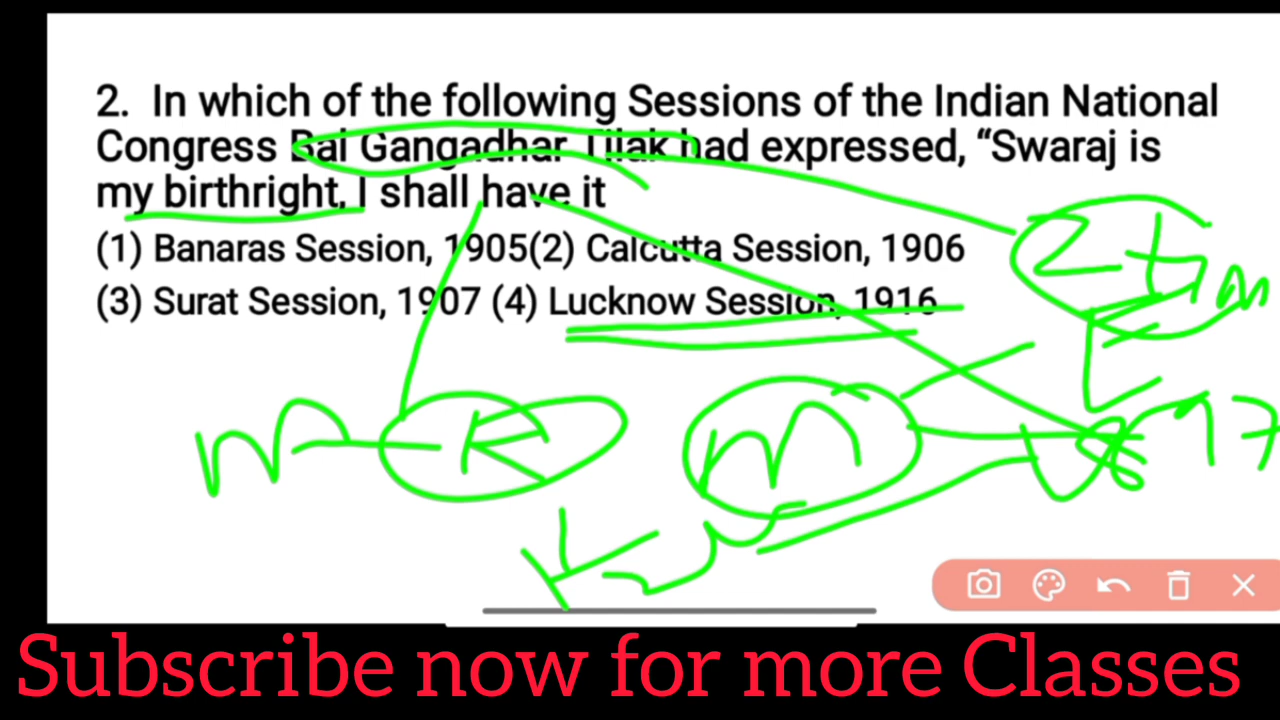 2. In which of the following Sessions of the Indian National
Congress Bal Gangadhar Tilak had expressed, “Swaraj is
my birthright, I shall have it
(1) Banaras Session, 1905(2) Calcutta Session, 1906
(3) Surat Session, 1907 (4) Lucknow Session, 1916
m
R
m
17
Subscribe now for more Classes